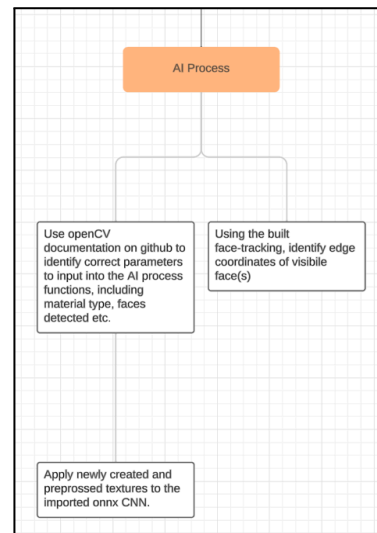 AI Process
Use openCV
documentation on github to
identify correct parameters
to input into the AI process
functions, including
material type, faces
detected etc.
Using the built
face-tracking, identify edge
coordinates of visibile
face(s)
Apply newly created and
preprossed textures to the
imported onnx CNN.